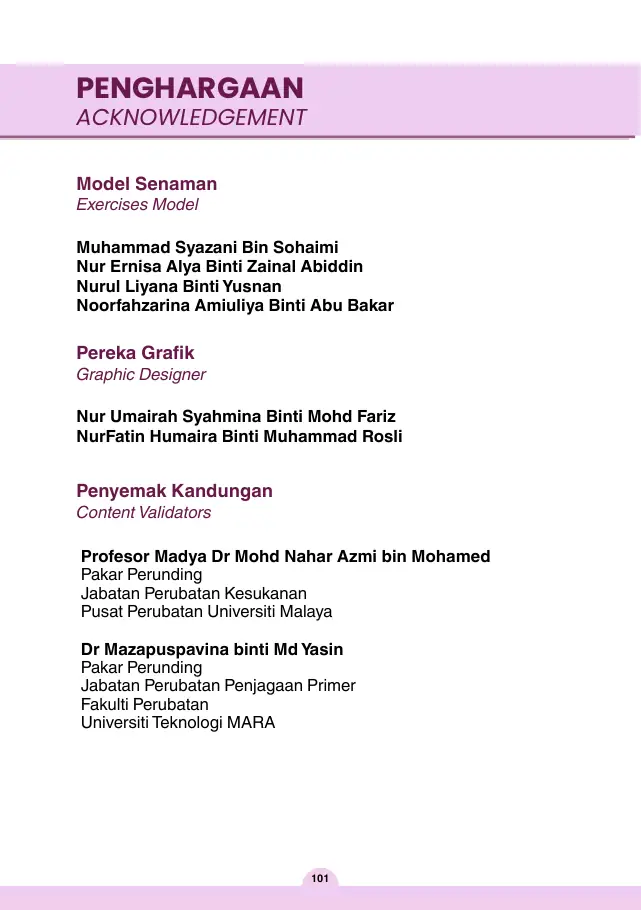 PENGHARGAAN
ACKNOWLEDGEMENT
Model Senaman
Exercises Model
Muhammad Syazani Bin Sohaimi
Nur Ernisa Alya Binti Zainal Abiddin
Nurul Liyana Binti Yusnan
Noorfahzarina Amiuliya Binti Abu Bakar
Pereka Grafik
Graphic Designer
Nur Umairah Syahmina Binti Mohd Fariz
NurFatin Humaira Binti Muhammad Rosli
Penyemak Kandungan
Content Validators
Profesor Madya Dr Mohd Nahar Azmi bin Mohamed
Pakar Perunding
Jabatan Perubatan Kesukanan
Pusat Perubatan Universiti Malaya
Dr Mazapuspavina binti Md Yasin
Pakar Perunding
Jabatan Perubatan Penjagaan Primer
Fakulti Perubatan
Universiti Teknologi MARA
101